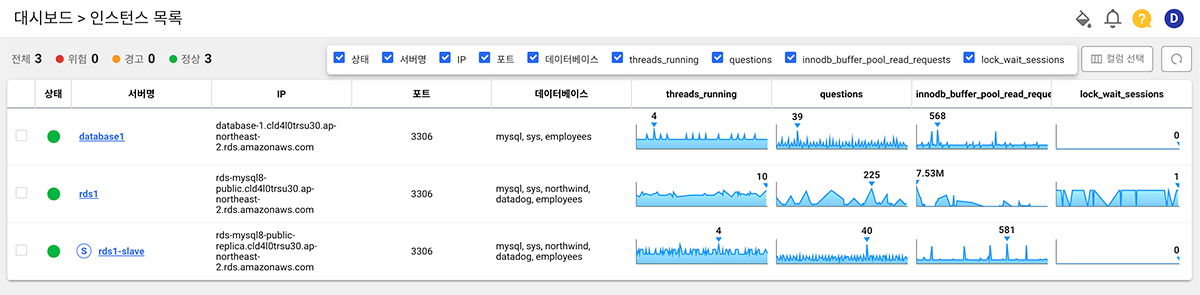 대시보드 > 인스턴스 목록
? D
전체 3 위험 0 경고 0 정상 3
상태 서버명 IP 포트 데이터베이스 threads_running questions innodb_buffer_pool_read_requests lock_wait_sessions
컬럼 선택
상태 서버명 IP 포트 데이터베이스 threads_running questions innodb_buffer_pool_read_reque lock_wait_sessions
database1
database-1.cld4l0trsu30.ap-
northeast-
2.rds.amazonaws.com
3306
mysql, sys, employees
4 39 568 0
rds1
rds-mysql8-
public.cld4l0trsu30.ap-
northeast-
2.rds.amazonaws.com
3306
mysql, sys, northwind,
datadog, employees
10 225 7.53M 1
S rds1-slave
rds-mysql8-public-
replica.cld4l0trsu30.ap-
northeast-
2.rds.amazonaws.com
3306
mysql, sys, northwind,
datadog, employees
4 40 581 0